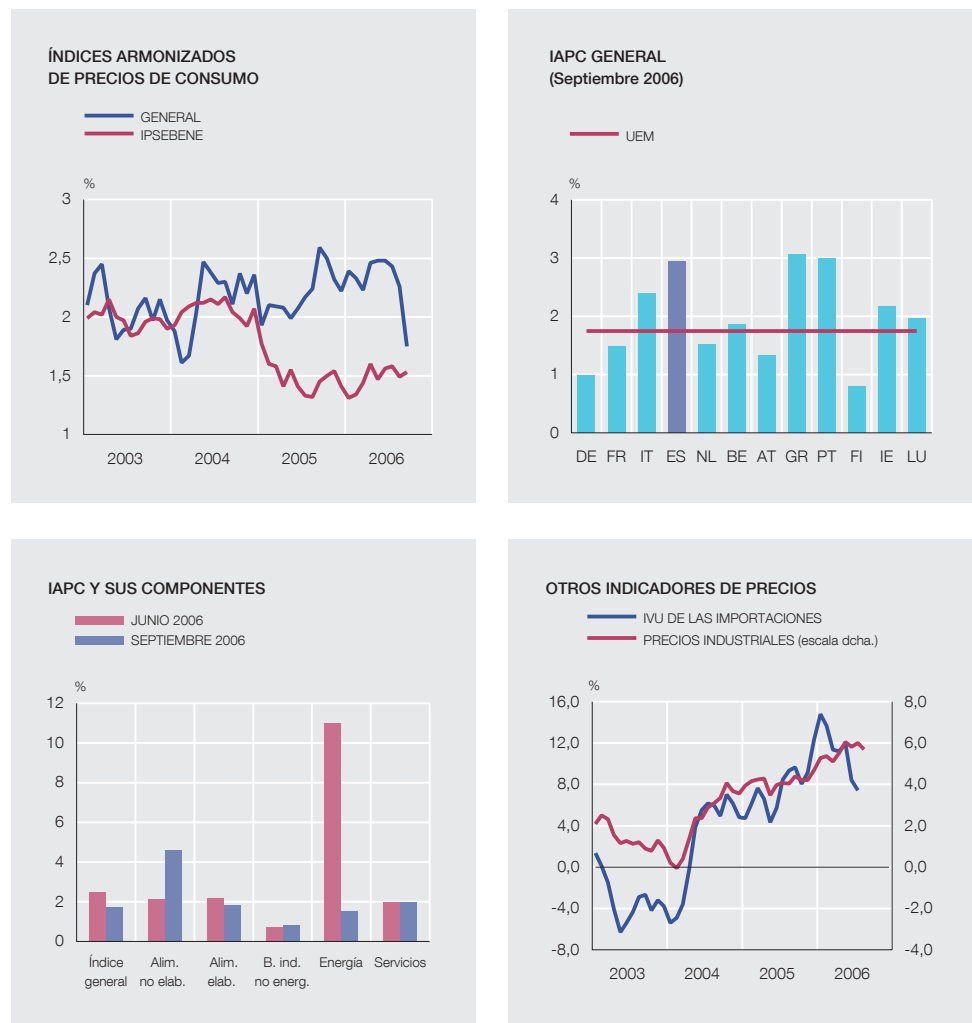 ÍNDICES ARMONIZADOS
DE PRECIOS DE CONSUMO
GENERAL
IPSEBENE
%
3
2,5
2
1,5
1
2003 2004 2005 2006
IAPC GENERAL
(Septiembre 2006)
UEM
%
4
3
2
1
0
DE FR IT ES NL BE AT GR PT FI IE LU
IAPC Y SUS COMPONENTES
JUNIO 2006
SEPTIEMBRE 2006
%
12
10
8
6
4
2
0
Índice Alim. Alim. B. ind. Energía Servicios
general no elab. elab. no energ.
OTROS INDICADORES DE PRECIOS
IVU DE LAS IMPORTACIONES
PRECIOS INDUSTRIALES (escala dcha.)
%
16,0 8,0
12,0 6,0
8,0 4,0
4,0 2,0
0,0 0,0
-4,0 -2,0
-8,0 -4,0
2003 2004 2005 2006